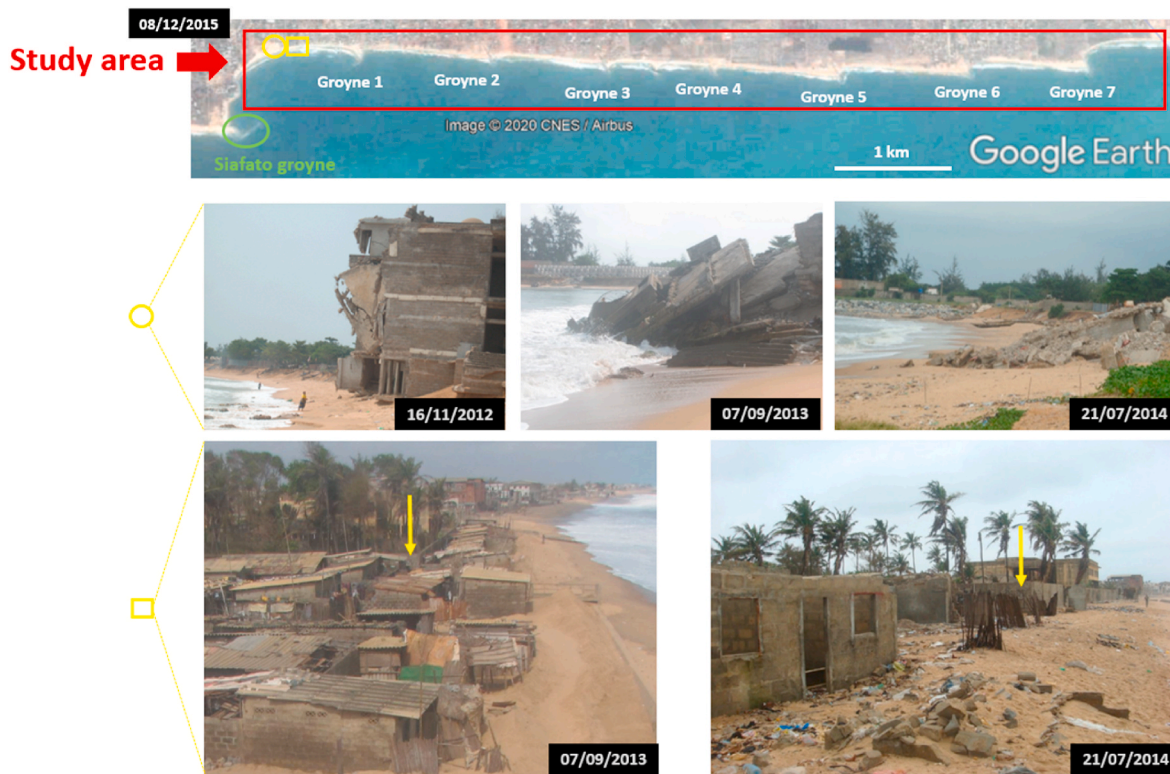 08/12/2015
Study area
Groyne 1
Groyne 2
Groyne 3
Groyne 4
Groyne 5
Groyne 6
Groyne 7
Image © 2020 CNES / Airbus
Siafato groyne
1 km
Google Earth
16/11/2012
07/09/2013
21/07/2014
07/09/2013
21/07/2014